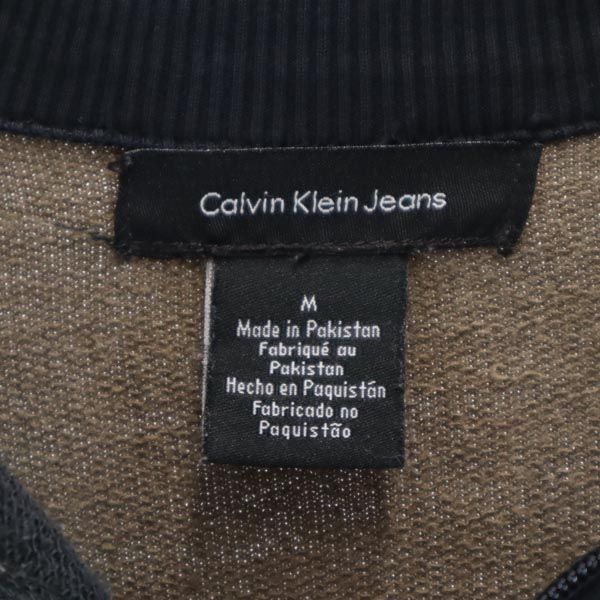 Calvin Klein Jeans
M
Made in Pakistan
Fabriqué au
Pakistan
Hecho en Paquistán
Fabricado no
Paquistão